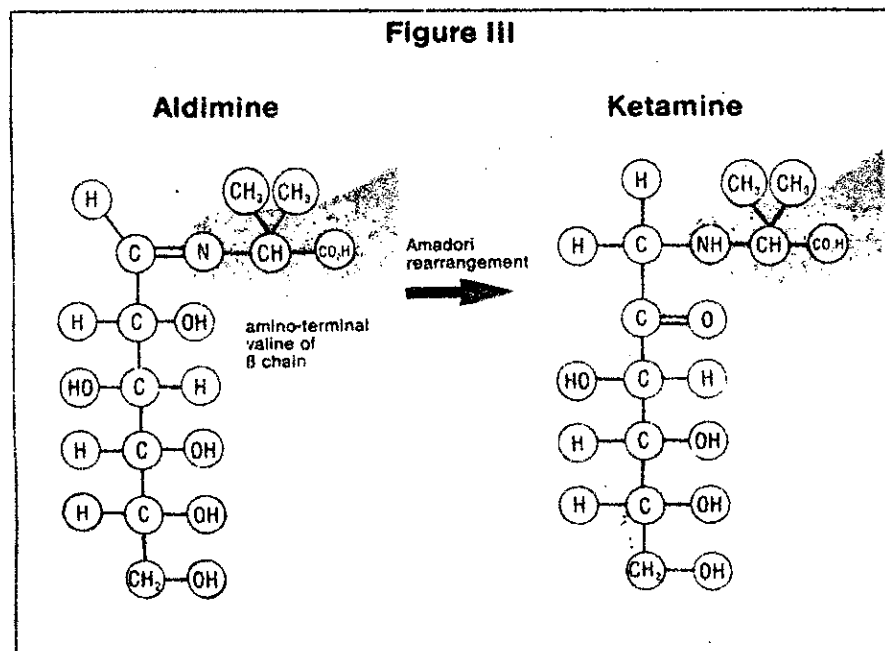 Figure III
Aldimine
H
CH₃ CH₃
C N CH CO₂H
H C OH
HO C H
H C OH
H C OH
CH₂ OH
amino-terminal
valine of
β chain
Amadori
rearrangement
Ketamine
H
CH₃ CH₃
H C NH CH CO₂H
C O
HO C H
H C OH
H C OH
CH₂ OH